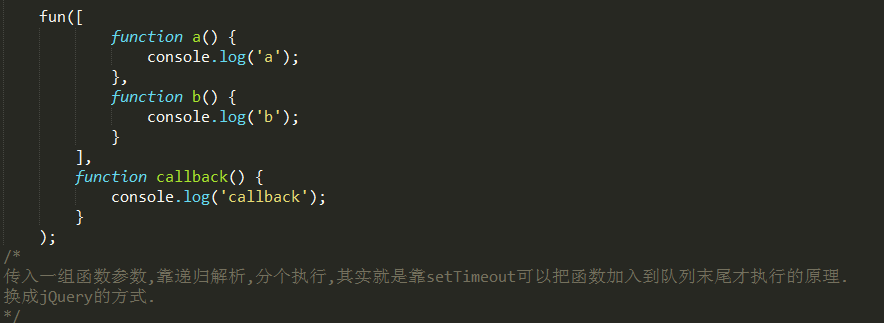 fun([
function a() {
console.log('a');
},
function b() {
console.log('b');
}
],
function callback() {
console.log('callback');
}
);
/*
传入一组函数参数,靠递归解析,分个执行,其实就是靠setTimeout可以把函数加入到队列末尾才执行的原理.
换成jQuery的方式.
*/